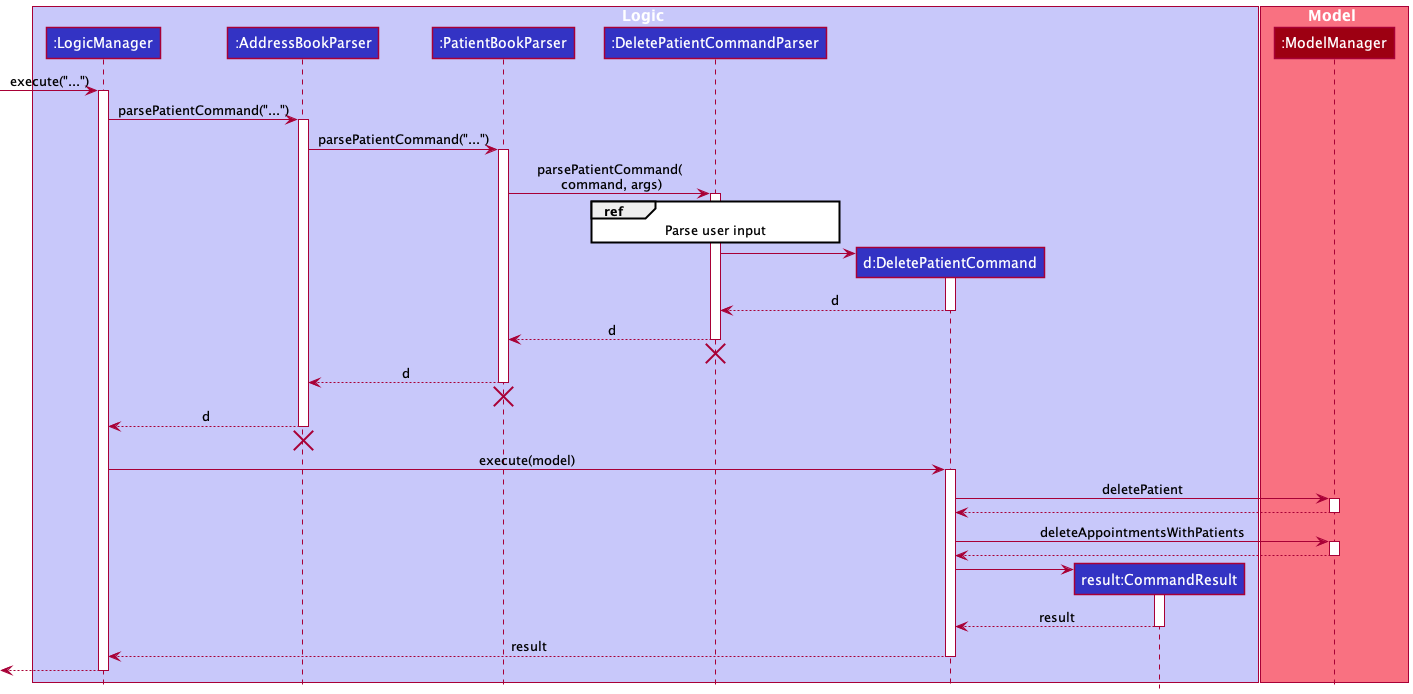 Logic
Model
:LogicManager
:AddressBookParser
:PatientBookParser
:DeletePatientCommandParser
:ModelManager
execute("...")
parsePatientCommand("...")
parsePatientCommand("...")
parsePatientCommand(
command, args)
ref
Parse user input
d:DeletePatientCommand
d
d
d
d
execute(model)
deletePatient
deleteAppointmentsWithPatients
result:CommandResult
result
result